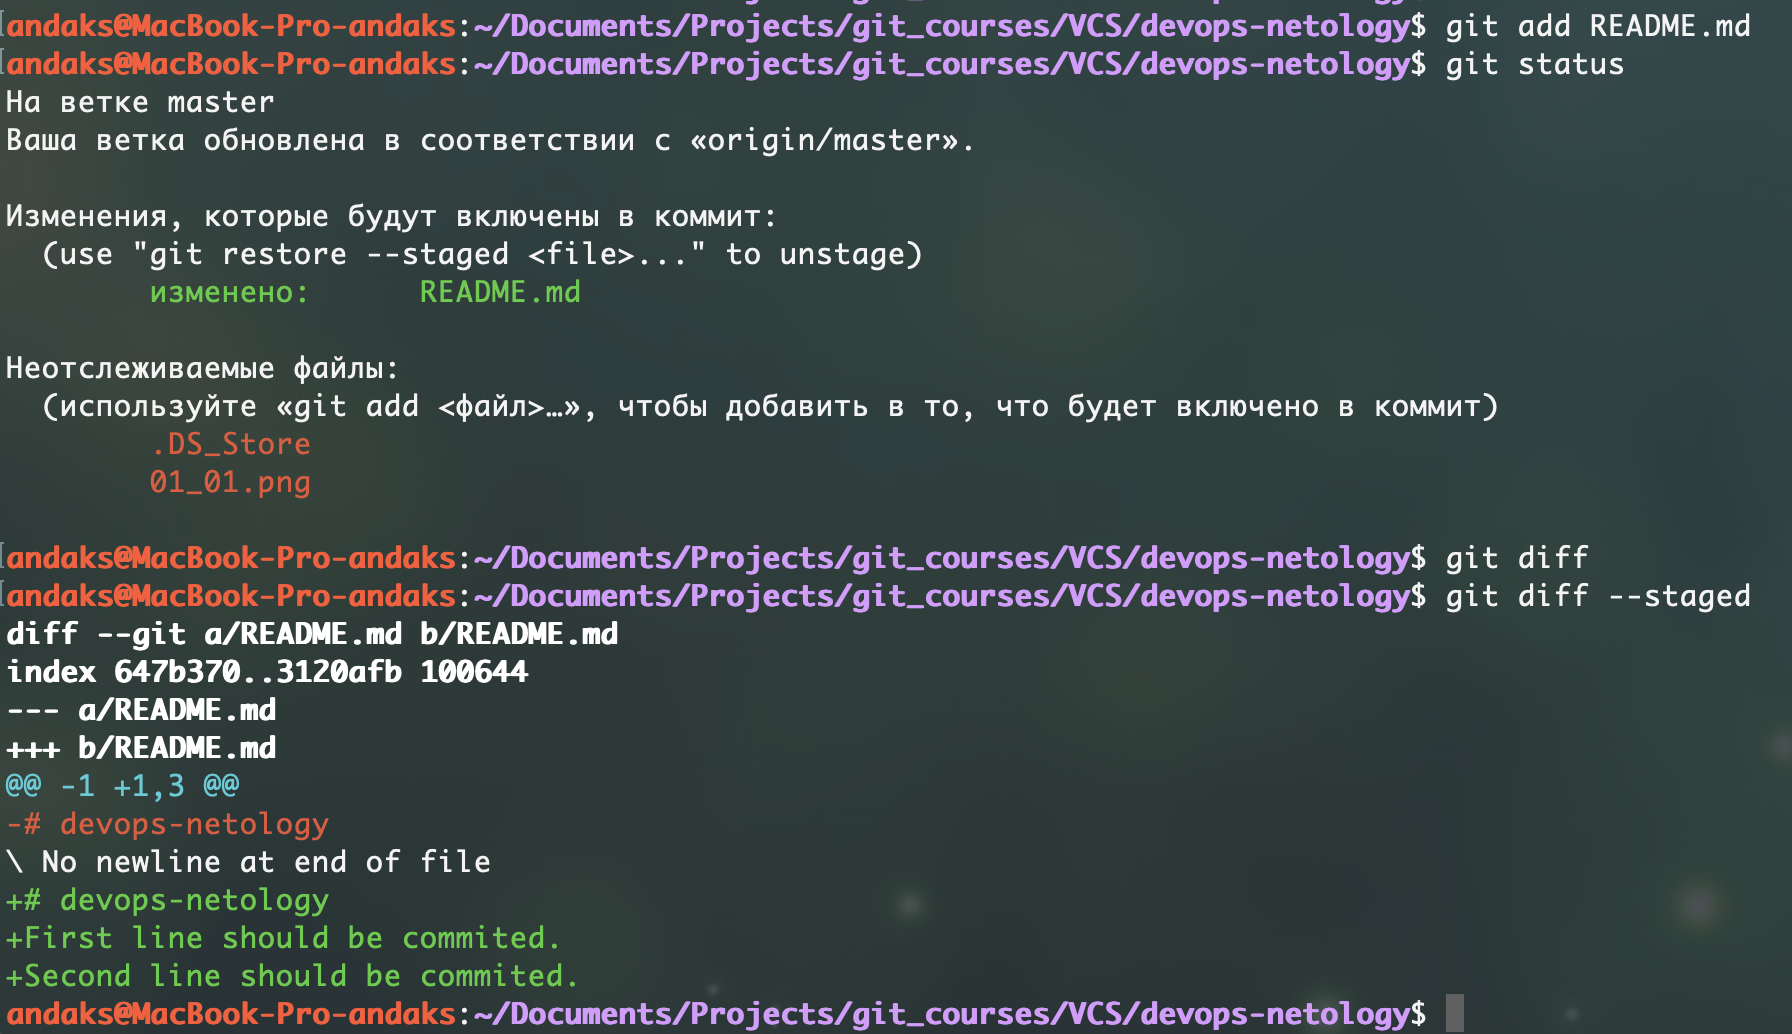 andaks@MacBook-Pro-andaks:~/Documents/Projects/git_courses/VCS/devops-netology$ git add README.md
andaks@MacBook-Pro-andaks:~/Documents/Projects/git_courses/VCS/devops-netology$ git status
На ветке master
Ваша ветка обновлена в соответствии с «origin/master».

Изменения, которые будут включены в коммит:
  (use "git restore --staged <file>..." to unstage)
        изменено:      README.md

Неотслеживаемые файлы:
  (используйте «git add <файл>…», чтобы добавить в то, что будет включено в коммит)
        .DS_Store
        01_01.png

andaks@MacBook-Pro-andaks:~/Documents/Projects/git_courses/VCS/devops-netology$ git diff
andaks@MacBook-Pro-andaks:~/Documents/Projects/git_courses/VCS/devops-netology$ git diff --staged
diff --git a/README.md b/README.md
index 647b370..3120afb 100644
--- a/README.md
+++ b/README.md
@@ -1 +1,3 @@
-# devops-netology
\ No newline at end of file
+# devops-netology
+First line should be commited.
+Second line should be commited.
andaks@MacBook-Pro-andaks:~/Documents/Projects/git_courses/VCS/devops-netology$